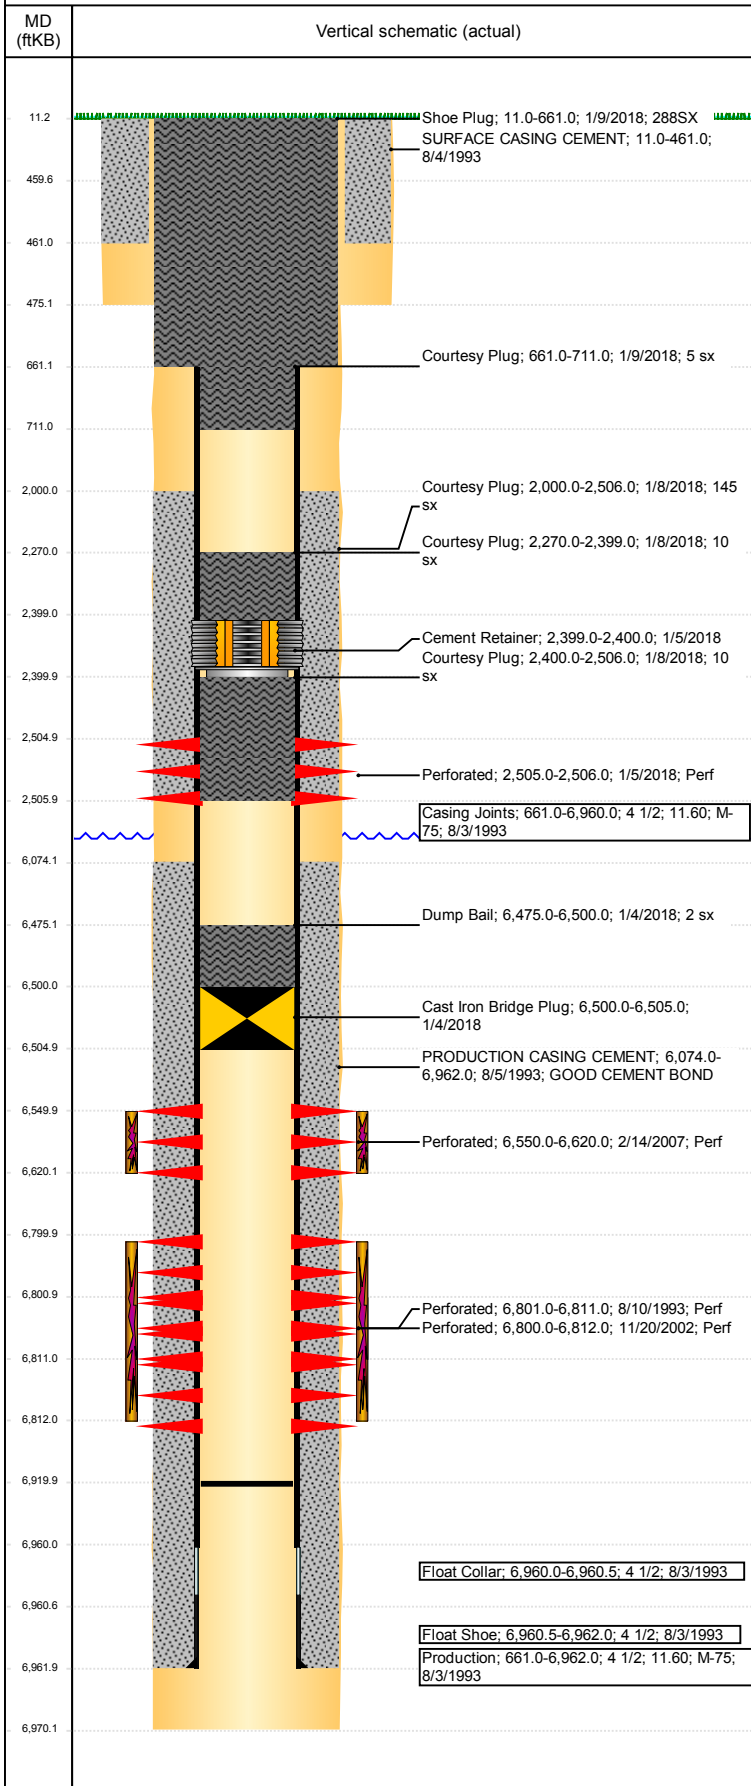 MD
(ftKB)
Vertical schematic (actual)
11.2
Shoe Plug; 11.0-661.0; 1/9/2018; 288SX
SURFACE CASING CEMENT; 11.0-461.0;
8/4/1993
459.6
461.0
475.1
661.1
Courtesy Plug; 661.0-711.0; 1/9/2018; 5 sx
711.0
2,000.0
Courtesy Plug; 2,000.0-2,506.0; 1/8/2018; 145
sx
2,270.0
Courtesy Plug; 2,270.0-2,399.0; 1/8/2018; 10
sx
2,399.0
Cement Retainer; 2,399.0-2,400.0; 1/5/2018
2,399.9
Courtesy Plug; 2,400.0-2,506.0; 1/8/2018; 10
sx
2,504.9
Perforated; 2,505.0-2,506.0; 1/5/2018; Perf
2,505.9
Casing Joints; 661.0-6,960.0; 4 1/2; 11.60; M-
75; 8/3/1993
6,074.1
6,475.1
Dump Bail; 6,475.0-6,500.0; 1/4/2018; 2 sx
6,500.0
Cast Iron Bridge Plug; 6,500.0-6,505.0;
1/4/2018
6,504.9
PRODUCTION CASING CEMENT; 6,074.0-
6,962.0; 8/5/1993; GOOD CEMENT BOND
6,549.9
Perforated; 6,550.0-6,620.0; 2/14/2007; Perf
6,620.1
6,799.9
6,800.9
Perforated; 6,801.0-6,811.0; 8/10/1993; Perf
Perforated; 6,800.0-6,812.0; 11/20/2002; Perf
6,811.0
6,812.0
6,919.9
6,960.0
Float Collar; 6,960.0-6,960.5; 4 1/2; 8/3/1993
6,960.6
Float Shoe; 6,960.5-6,962.0; 4 1/2; 8/3/1993
Production; 661.0-6,962.0; 4 1/2; 11.60; M-75;
8/3/1993
6,961.9
6,970.1